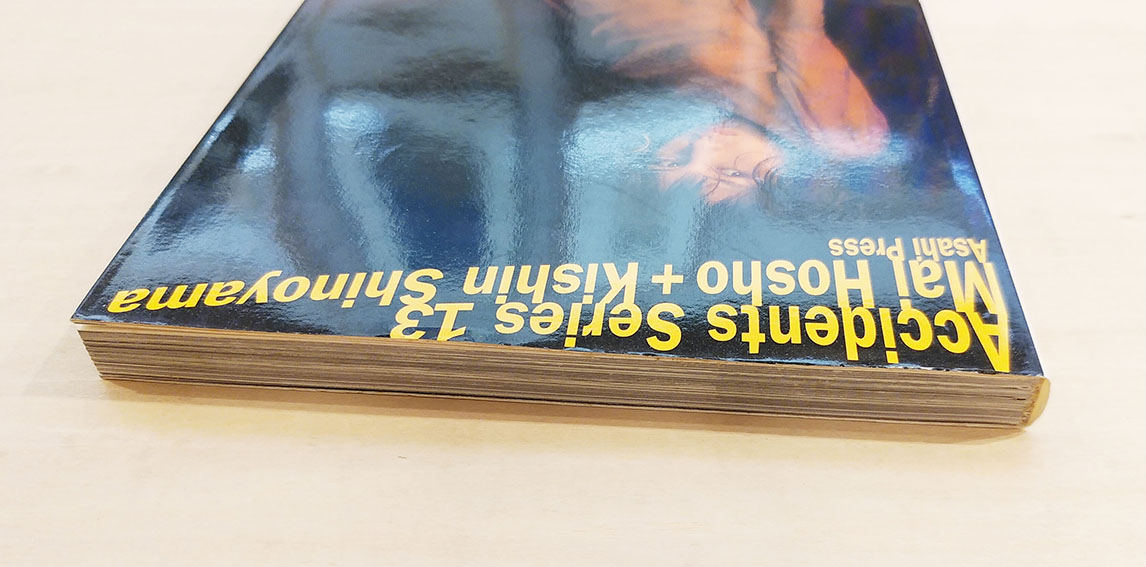 Accidents Series 13
Mai Hosho + Kishin Shinoyama
Asahi Press